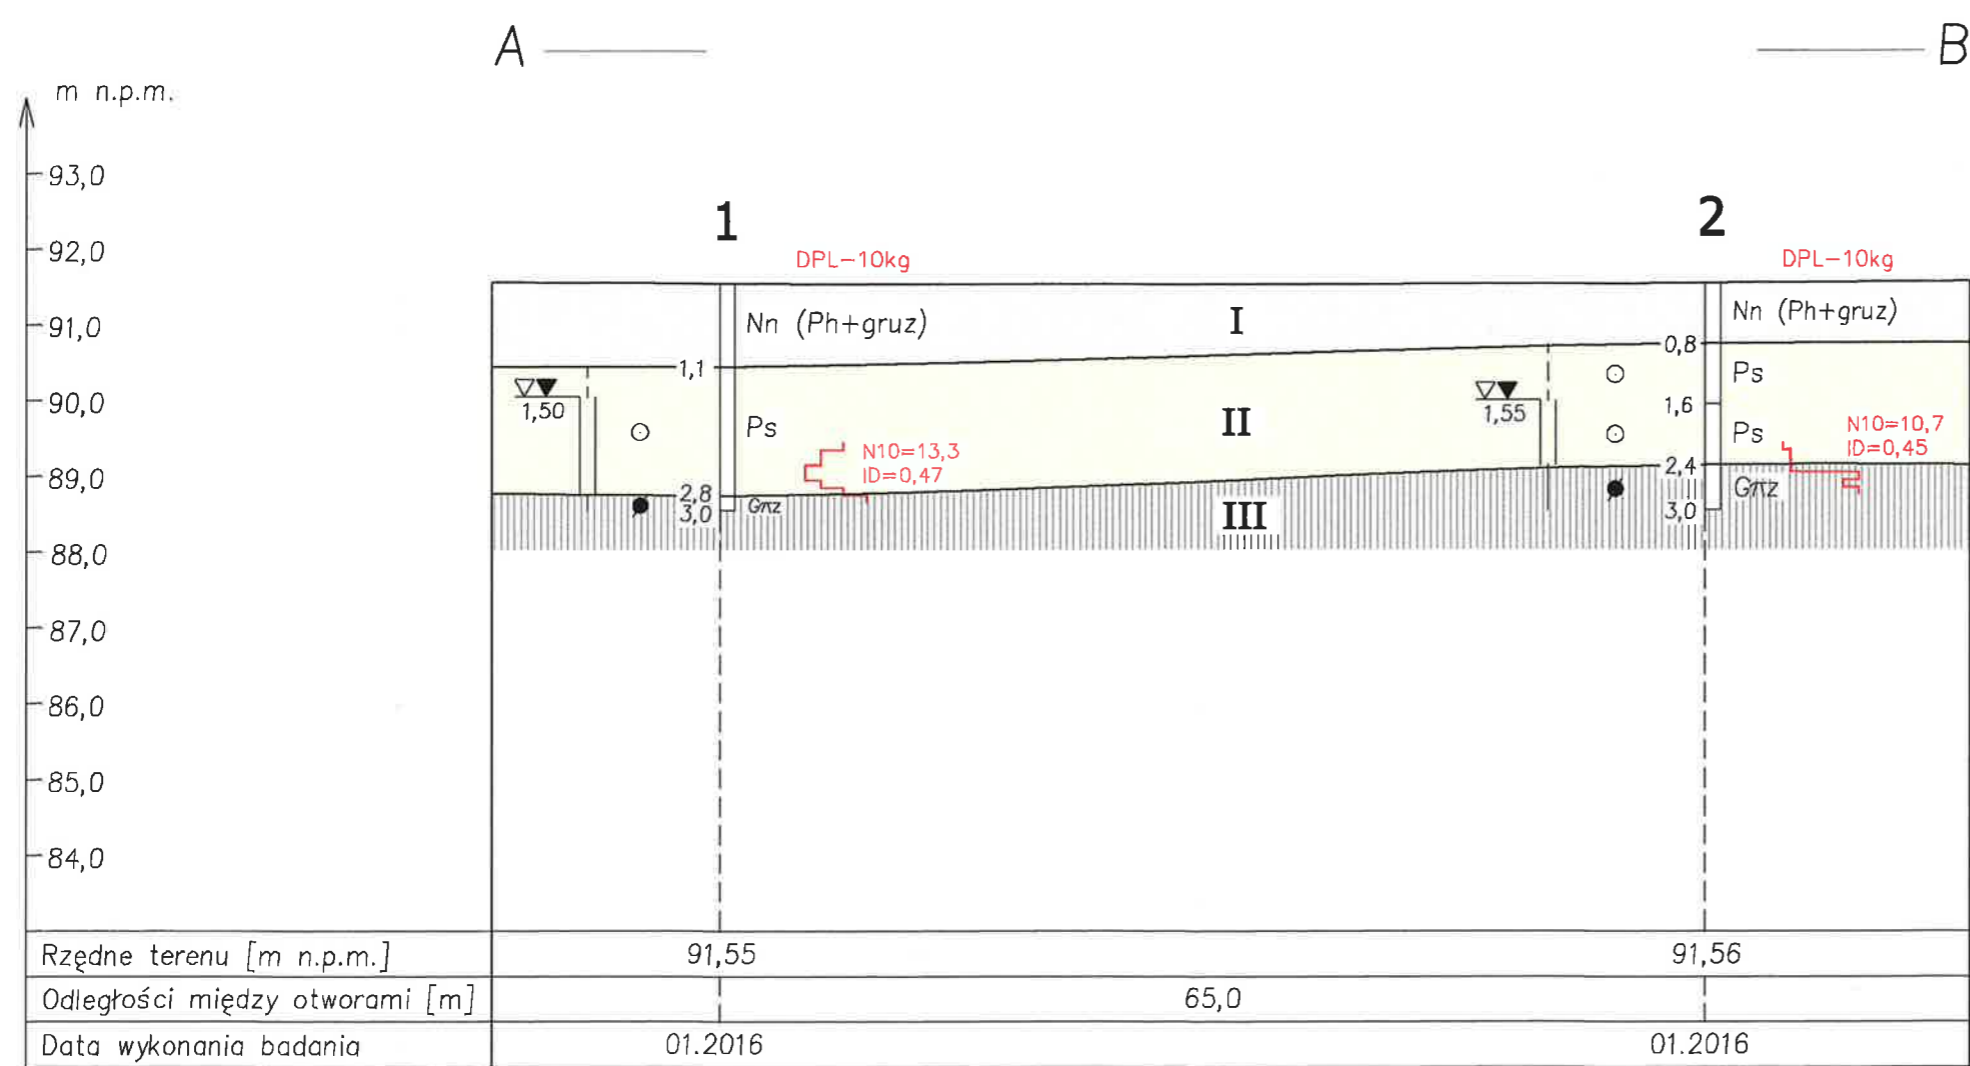 A B
m n.p.m.
93,0
92,0
91,0
90,0
89,0
88,0
87,0
86,0
85,0
84,0
1
DPL-10kg
Nn (Ph+gruz)
1,1
1,50
Ps
N10=13,3
ID=0,47
2,8
3,0
Gπz
I
II
III
2
DPL-10kg
Nn (Ph+gruz)
0,8
Ps
1,55
1,6
Ps
N10=10,7
ID=0,45
2,4
Gπz
3,0
Rzędne terenu [m n.p.m.] 91,55 91,56
Odległości między otworami [m] 65,0
Data wykonania badania 01.2016 01.2016